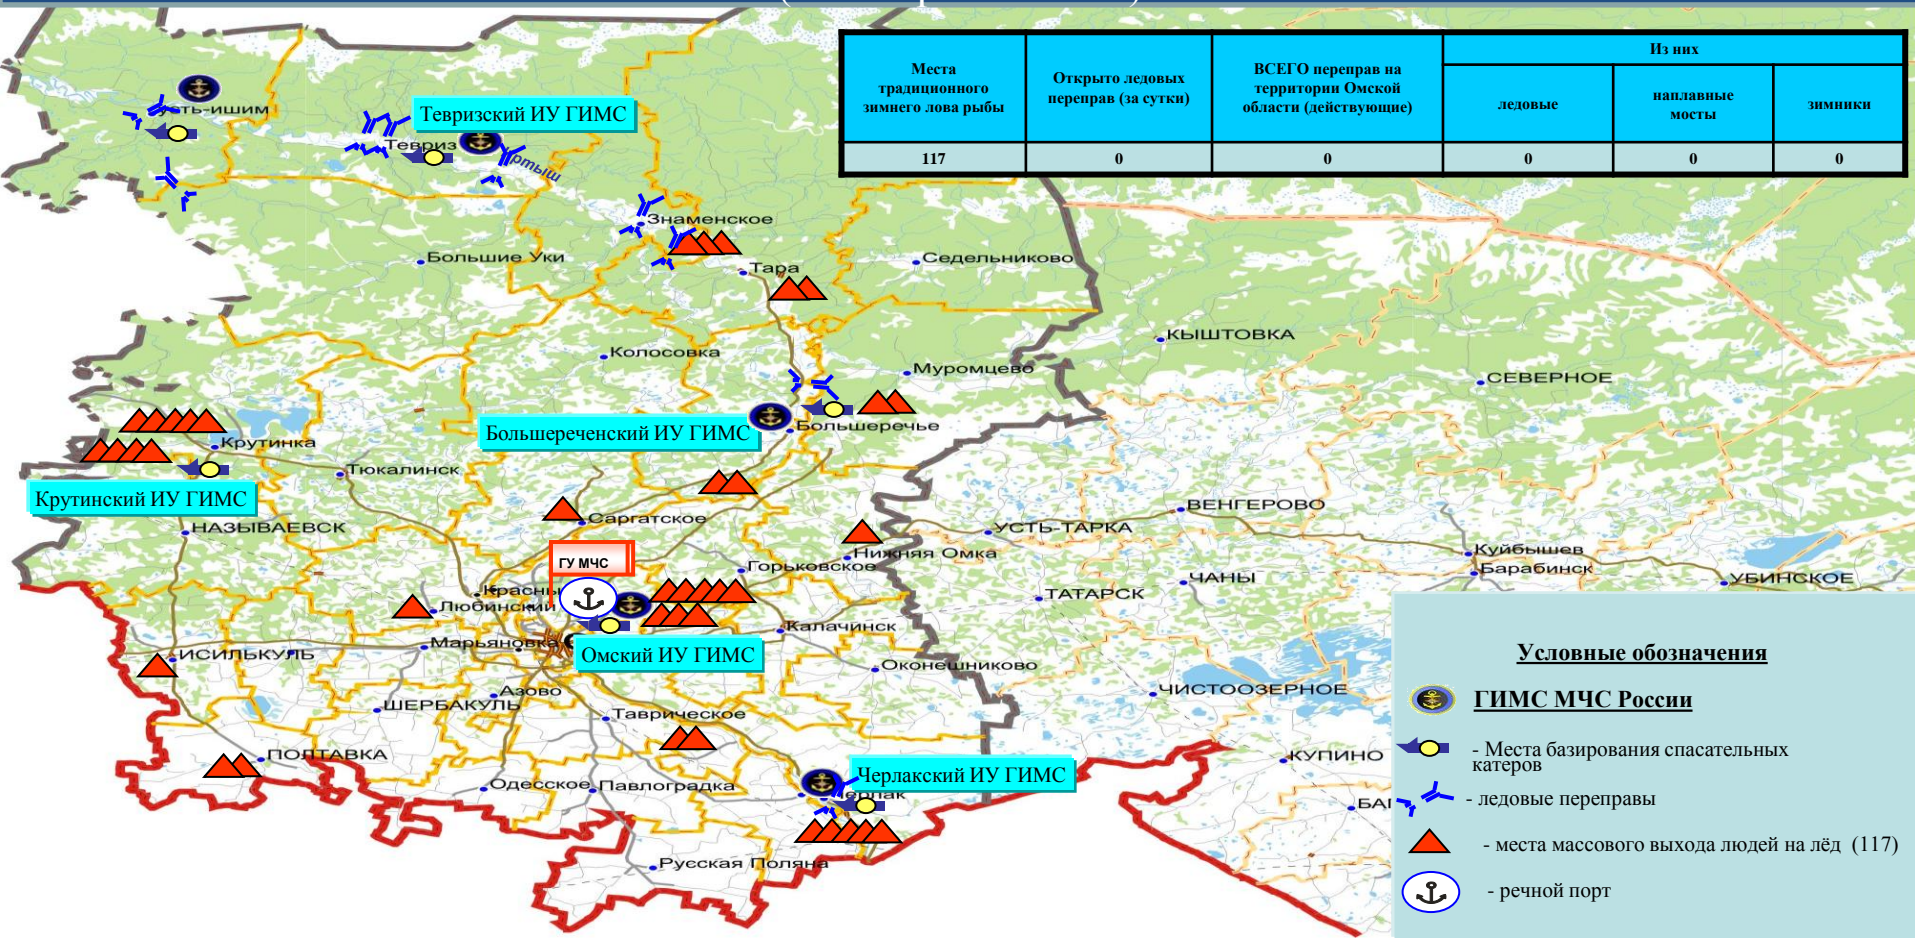 Места
традиционного
зимнего лова рыбы
Открыто ледовых
переправ (за сутки)
ВСЕГО переправ на
территории Омской
области (действующие)
Из них
ледовые
наплавные
мосты
зимники
117
0
0
0
0
0
Тевризский ИУ ГИМС
Тевриз
Знаменское
Большие Уки
Тара
Седельниково
КЫШТОВКА
Колосовка
Муромцево
СЕВЕРНОЕ
Большереченский ИУ ГИМС
Большеречье
Крутинка
Тюкалинск
Крутинский ИУ ГИМС
НАЗЫВАЕВСК
Саргатское
ВЕНГЕРОВО
УСТЬ-ТАРКА
Нижняя Омка
Куйбышев
Барабинск
ГУ МЧС
Горьковское
ЧАНЫ
УБИНСКОЕ
ТАТАРСК
Любинский
Калачинск
Марьяновка
Омский ИУ ГИМС
ИСИЛЬКУЛЬ
Оконешниково
Азово
ЧИСТООЗЕРНОЕ
ШЕРБАКУЛЬ
Таврическое
ПОЛТАВКА
КУПИНО
Черлакский ИУ ГИМС
Одесское
Павлоградка
Русская Поляна
Условные обозначения
ГИМС МЧС России
- Места базирования спасательных
катеров
- ледовые переправы
- места массового выхода людей на лёд (117)
- речной порт